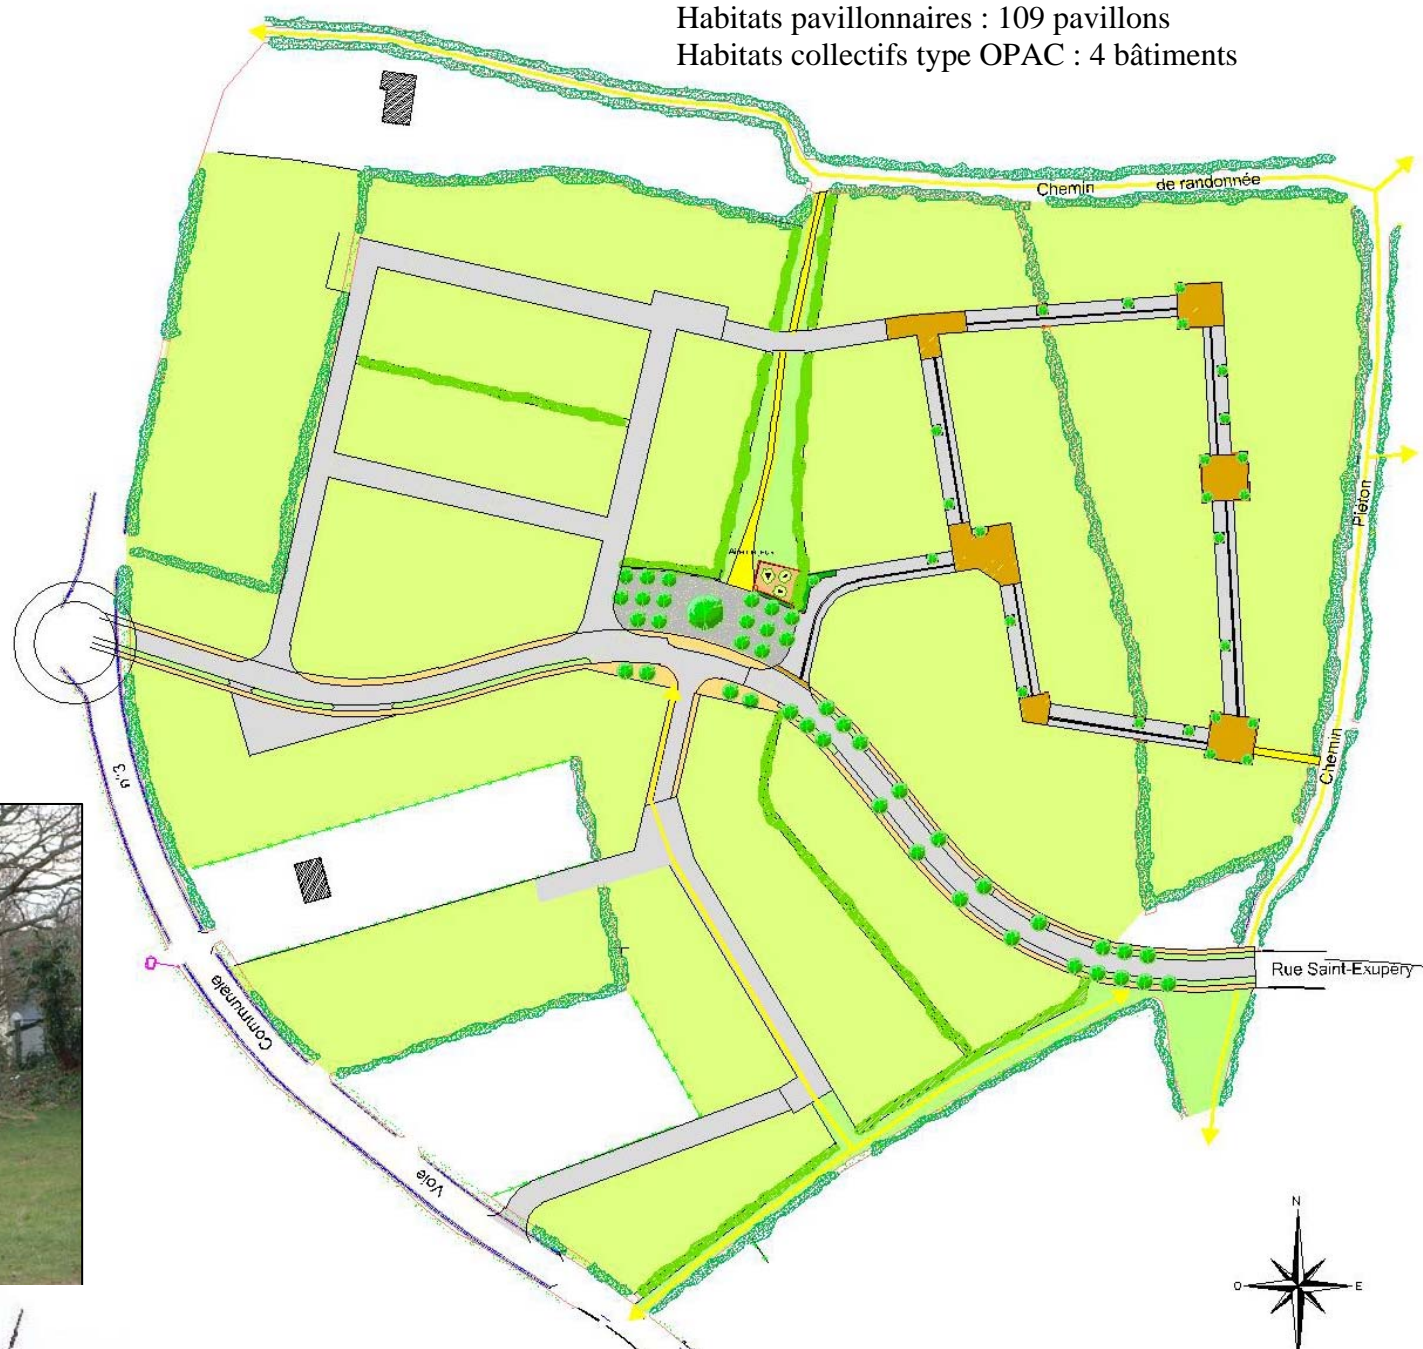 Habitats pavillonnaires : 109 pavillons
Habitats collectifs type OPAC : 4 bâtiments
Chemin de randonnée
Piéton
Chemin
n°3
Communale
Voie
Rue Saint-Exupery
N
O
E